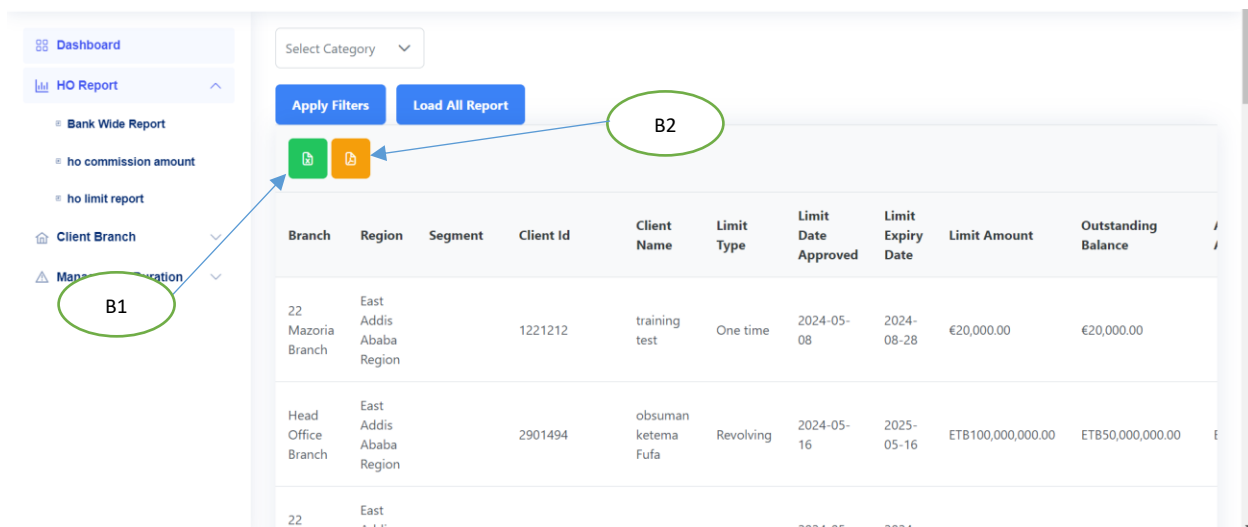 Dashboard
HO Report
Bank Wide Report
ho commission amount
ho limit report
Client Branch
B1
Select Category
Apply Filters
Load All Report
B2
Branch Region Segment Client Id Client Name Limit Type Limit Date Approved Limit Expiry Date Limit Amount Outstanding Balance
22 Mazoria Branch East Addis Ababa Region 1221212 training test One time 2024-05-08 2024-08-28 €20,000.00 €20,000.00
Head Office Branch East Addis Ababa Region 2901494 obsuman ketema Fufa Revolving 2024-05-16 2025-05-16 ETB100,000,000.00 ETB50,000,000.00
22 East